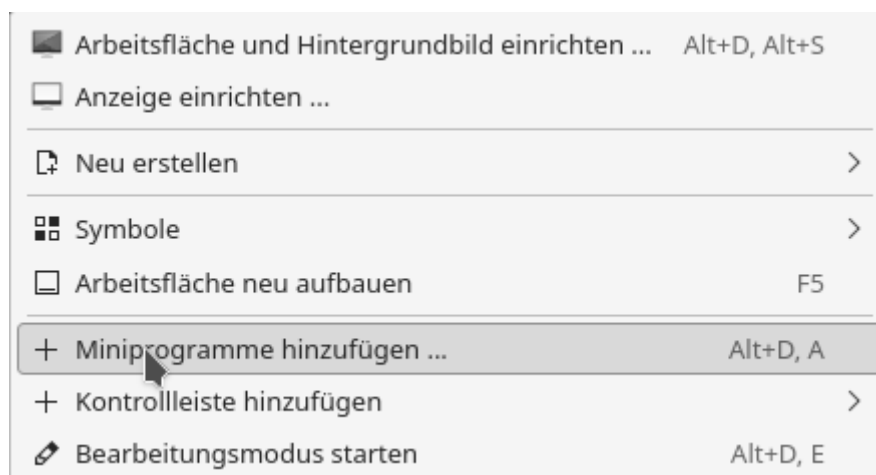 Arbeitsfläche und Hintergrundbild einrichten ... Alt+D, Alt+S
Anzeige einrichten ...
Neu erstellen
Symbole
Arbeitsfläche neu aufbauen F5
Miniprogramme hinzufügen ... Alt+D, A
Kontrollleiste hinzufügen
Bearbeitungsmodus starten Alt+D, E